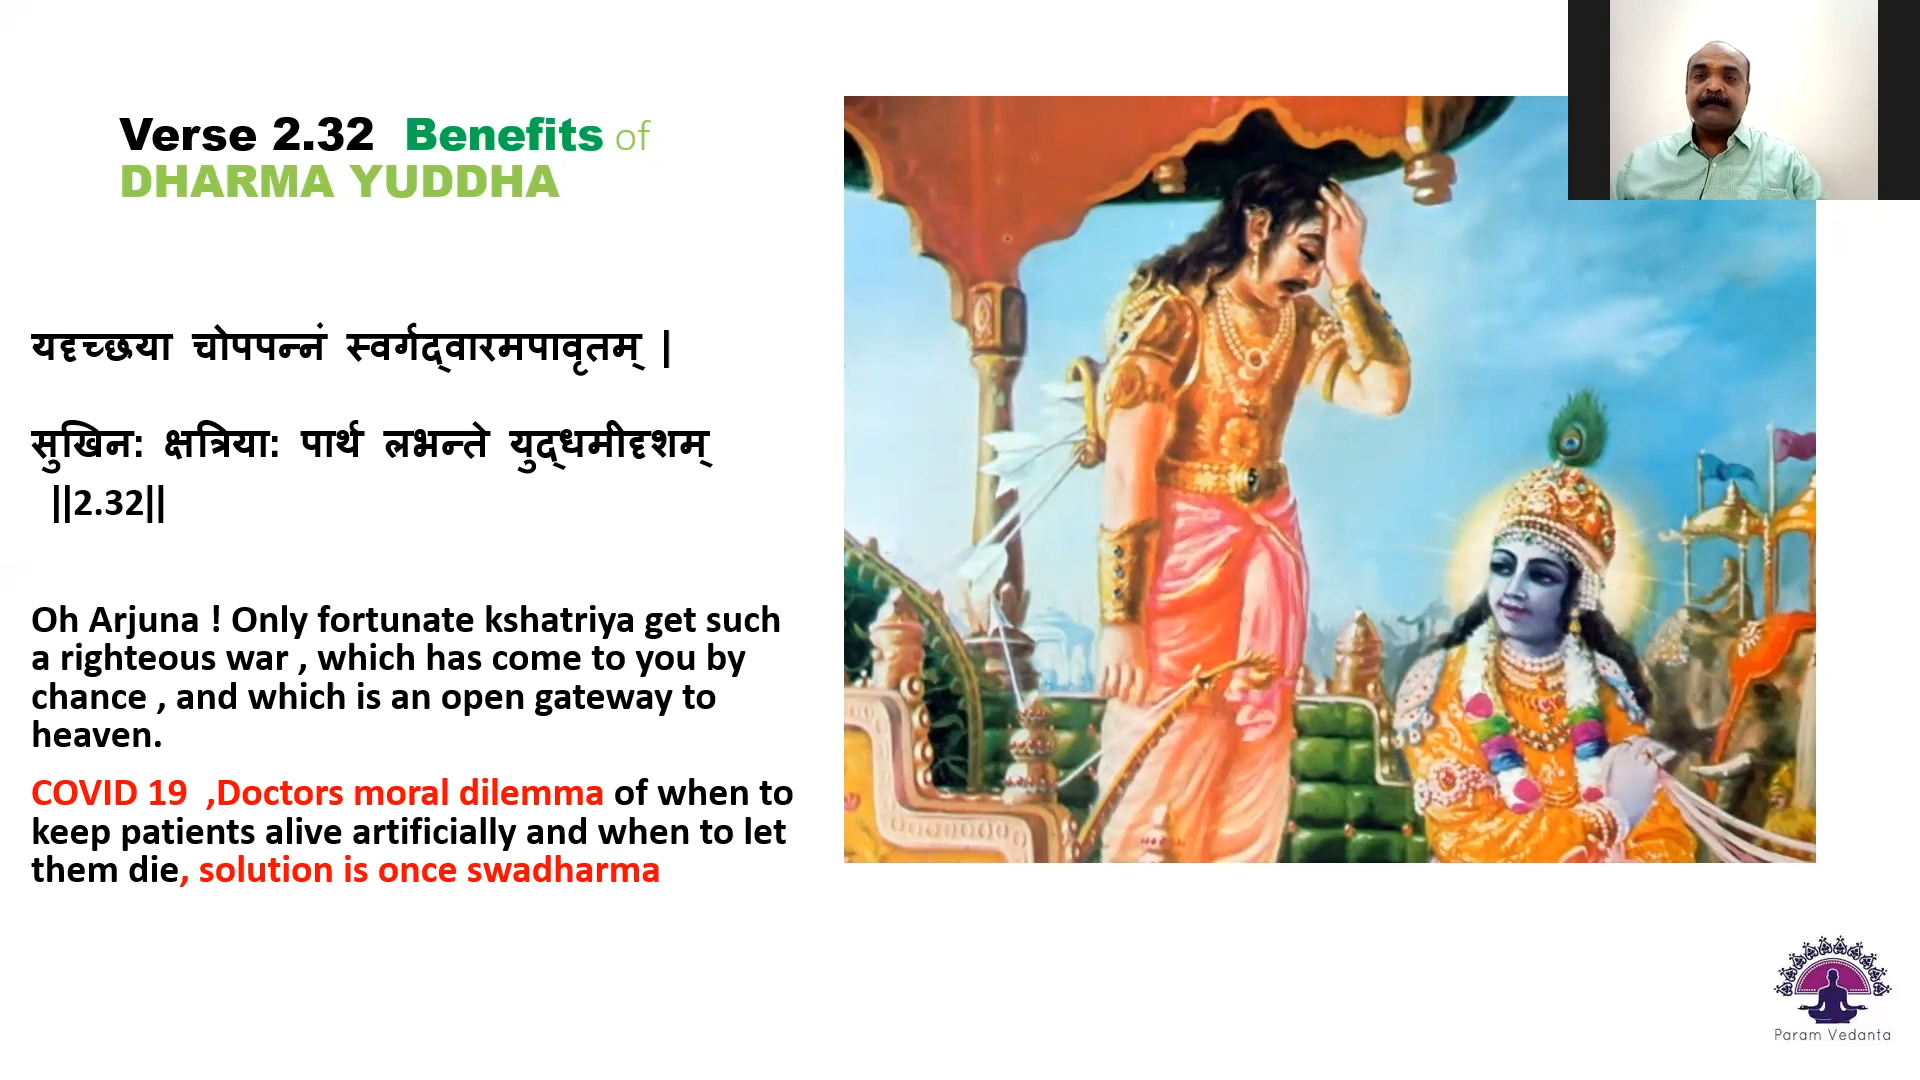 Verse 2.32 Benefits of
DHARMA YUDDHA
यदृच्छया चोपपन्नं स्वर्गद्वारमपावृतम् |
सुखिन: क्षत्रिया: पार्थ लभन्ते युद्धमीदृशम्
||2.32||
Oh Arjuna ! Only fortunate kshatriya get such
a righteous war , which has come to you by
chance , and which is an open gateway to
heaven.
COVID 19 ,Doctors moral dilemma of when to
keep patients alive artificially and when to let
them die, solution is once swadharma
Param Vedanta